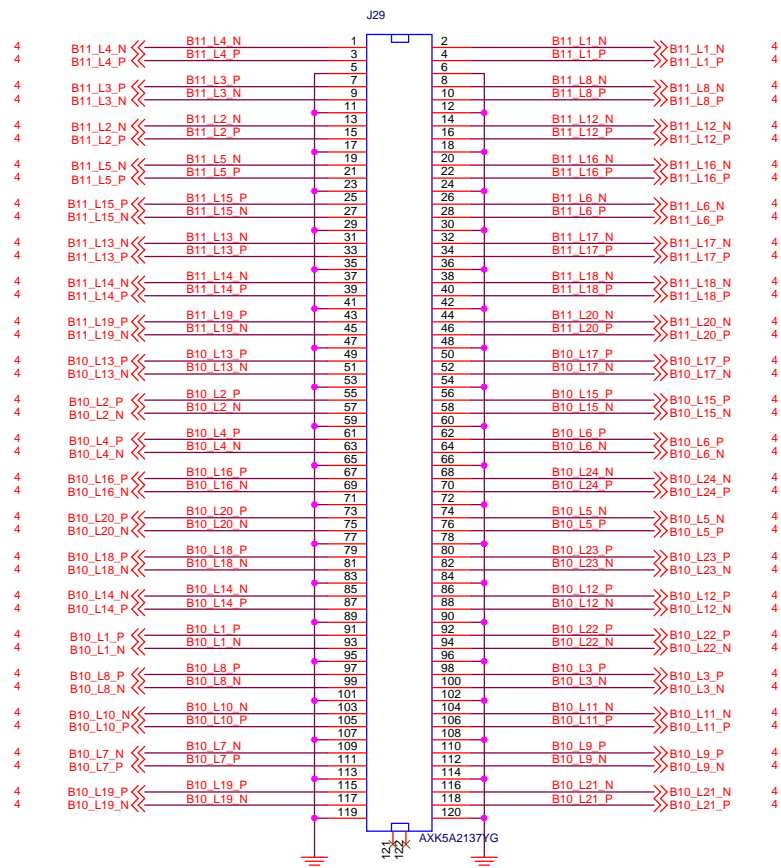 J29
4 B11_L4_N B11_L4_N 1 2 B11_L1_N B11_L1_N 4
4 B11_L4_P B11_L4_P 3 4 B11_L1_P B11_L1_P 4
5 6
4 B11_L3_P B11_L3_P 7 8 B11_L8_N B11_L8_N 4
4 B11_L3_N B11_L3_N 9 10 B11_L8_P B11_L8_P 4
11 12
4 B11_L2_N B11_L2_N 13 14 B11_L12_N B11_L12_N 4
4 B11_L2_P B11_L2_P 15 16 B11_L12_P B11_L12_P 4
17 18
4 B11_L5_N B11_L5_N 19 20 B11_L16_N B11_L16_N 4
4 B11_L5_P B11_L5_P 21 22 B11_L16_P B11_L16_P 4
23 24
4 B11_L15_P B11_L15_P 25 26 B11_L6_N B11_L6_N 4
4 B11_L15_N B11_L15_N 27 28 B11_L6_P B11_L6_P 4
29 30
4 B11_L13_N B11_L13_N 31 32 B11_L17_N B11_L17_N 4
4 B11_L13_P B11_L13_P 33 34 B11_L17_P B11_L17_P 4
35 36
4 B11_L14_N B11_L14_N 37 38 B11_L18_N B11_L18_N 4
4 B11_L14_P B11_L14_P 39 40 B11_L18_P B11_L18_P 4
41 42
4 B11_L19_P B11_L19_P 43 44 B11_L20_N B11_L20_N 4
4 B11_L19_N B11_L19_N 45 46 B11_L20_P B11_L20_P 4
47 48
4 B10_L13_P B10_L13_P 49 50 B10_L17_P B10_L17_P 4
4 B10_L13_N B10_L13_N 51 52 B10_L17_N B10_L17_N 4
53 54
4 B10_L2_P B10_L2_P 55 56 B10_L15_P B10_L15_P 4
4 B10_L2_N B10_L2_N 57 58 B10_L15_N B10_L15_N 4
59 60
4 B10_L4_P B10_L4_P 61 62 B10_L6_P B10_L6_P 4
4 B10_L4_N B10_L4_N 63 64 B10_L6_N B10_L6_N 4
65 66
4 B10_L16_P B10_L16_P 67 68 B10_L24_N B10_L24_N 4
4 B10_L16_N B10_L16_N 69 70 B10_L24_P B10_L24_P 4
71 72
4 B10_L20_P B10_L20_P 73 74 B10_L5_N B10_L5_N 4
4 B10_L20_N B10_L20_N 75 76 B10_L5_P B10_L5_P 4
77 78
4 B10_L18_P B10_L18_P 79 80 B10_L23_P B10_L23_P 4
4 B10_L18_N B10_L18_N 81 82 B10_L23_N B10_L23_N 4
83 84
4 B10_L14_N B10_L14_N 85 86 B10_L12_P B10_L12_P 4
4 B10_L14_P B10_L14_P 87 88 B10_L12_N B10_L12_N 4
89 90
4 B10_L1_P B10_L1_P 91 92 B10_L22_P B10_L22_P 4
4 B10_L1_N B10_L1_N 93 94 B10_L22_N B10_L22_N 4
95 96
4 B10_L8_P B10_L8_P 97 98 B10_L3_P B10_L3_P 4
4 B10_L8_N B10_L8_N 99 100 B10_L3_N B10_L3_N 4
101 102
4 B10_L10_N B10_L10_N 103 104 B10_L11_N B10_L11_N 4
4 B10_L10_P B10_L10_P 105 106 B10_L11_P B10_L11_P 4
107 108
4 B10_L7_N B10_L7_N 109 110 B10_L9_P B10_L9_P 4
4 B10_L7_P B10_L7_P 111 112 B10_L9_N B10_L9_N 4
113 114
4 B10_L19_P B10_L19_P 115 116 B10_L21_N B10_L21_N 4
4 B10_L19_N B10_L19_N 117 118 B10_L21_P B10_L21_P 4
119 120
121 122 AXK5A2137YG